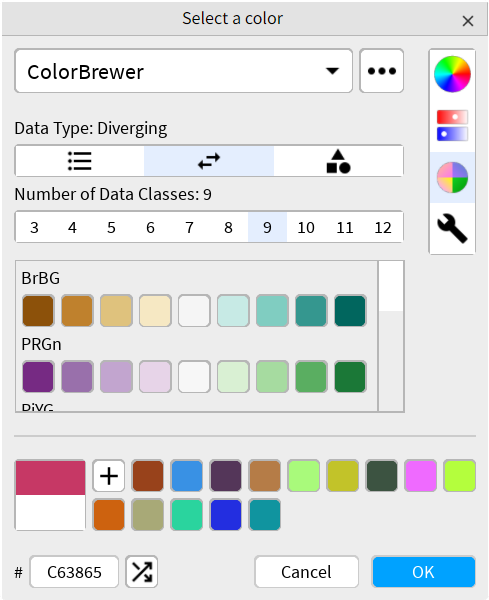 Select a color
ColorBrewer
Data Type: Diverging
Number of Data Classes: 9
3 4 5 6 7 8 9 10 11 12
BrBG
PRGn
PiYG
# C63865
Cancel OK